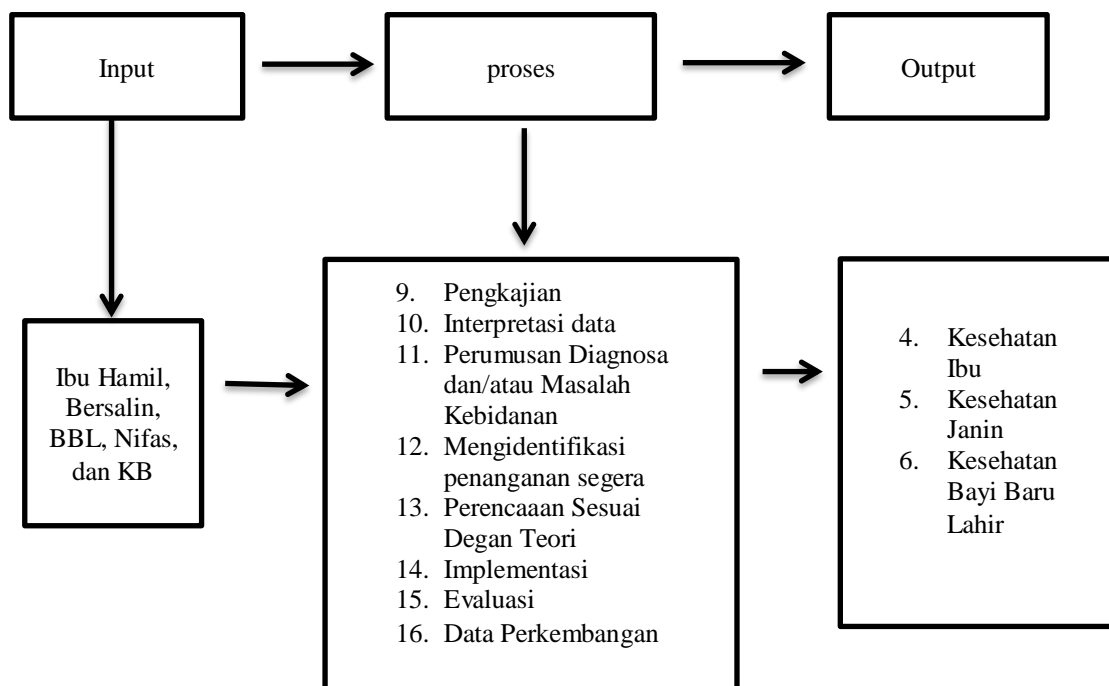 Input
proses
Output
Ibu Hamil,
Bersalin,
BBL, Nifas,
dan KB
9. Pengkajian
10. Interpretasi data
11. Perumusan Diagnosa
dan/atau Masalah
Kebidanan
12. Mengidentifikasi
penanganan segera
13. Perencaaan Sesuai
Degan Teori
14. Implementasi
15. Evaluasi
16. Data Perkembangan
4. Kesehatan
Ibu
5. Kesehatan
Janin
6. Kesehatan
Bayi Baru
Lahir